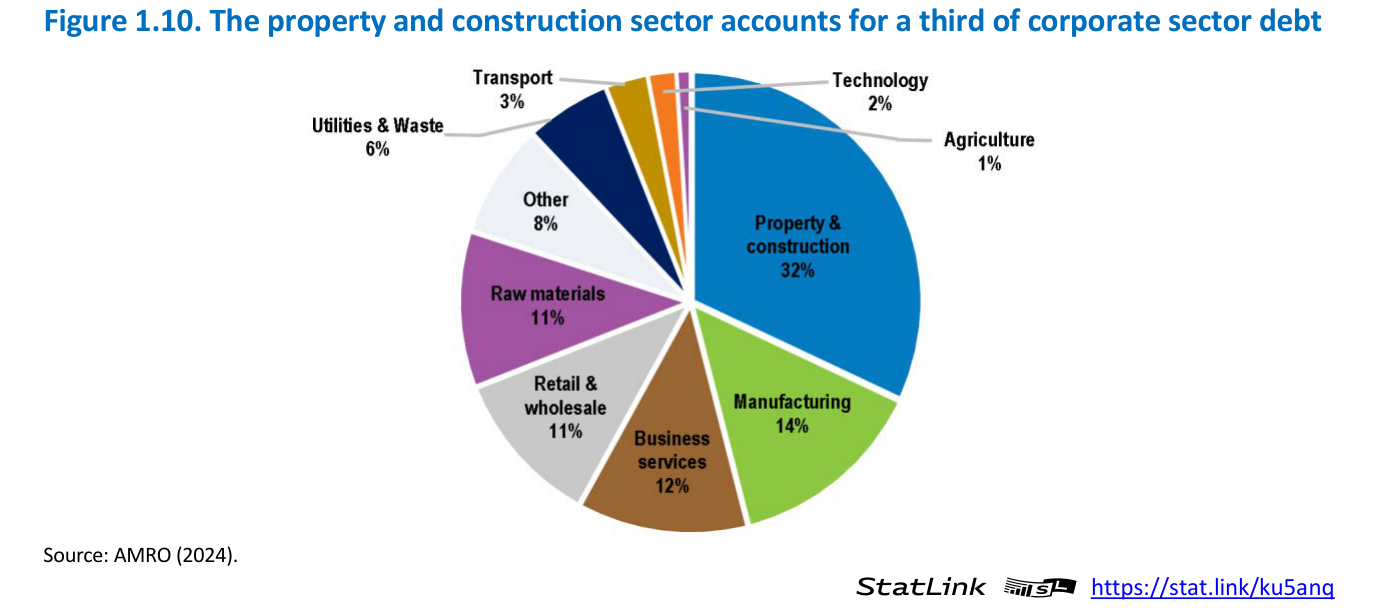 Figure 1.10. The property and construction sector accounts for a third of corporate sector debt
Transport
3%
Technology
2%
Utilities & Waste
6%
Agriculture
1%
Other
8%
Property &
construction
32%
Raw materials
11%
Retail &
wholesale
11%
Manufacturing
14%
Business
services
12%
Source: AMRO (2024).
StatLink https://stat.link/ku5anq